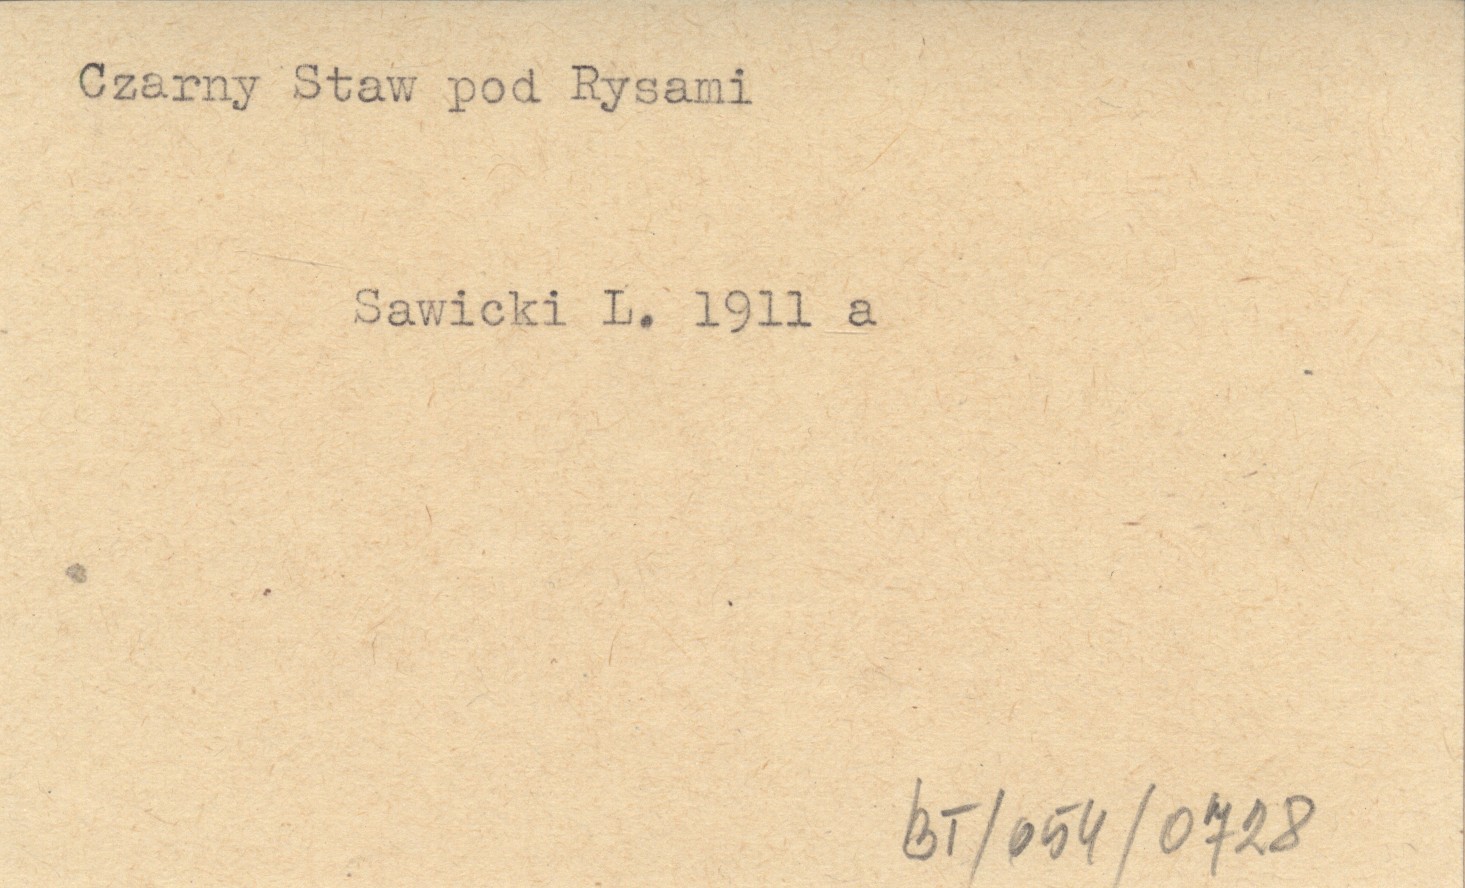 Czarny Staw pod Rysami
Sawicki L. 1911 a
BT/054/0728